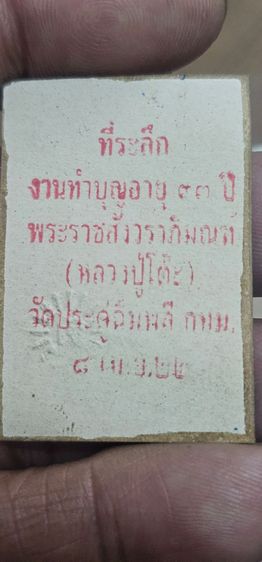 ที่ระลึก
งานทำบุญอายุ ๙๓ ปี
พระราชสังวราภิมณฑ์
(หลวงปู่โต๊ะ)
วัดประดู่ฉิมพลี กทม.
๘ เม.ย.๒๒